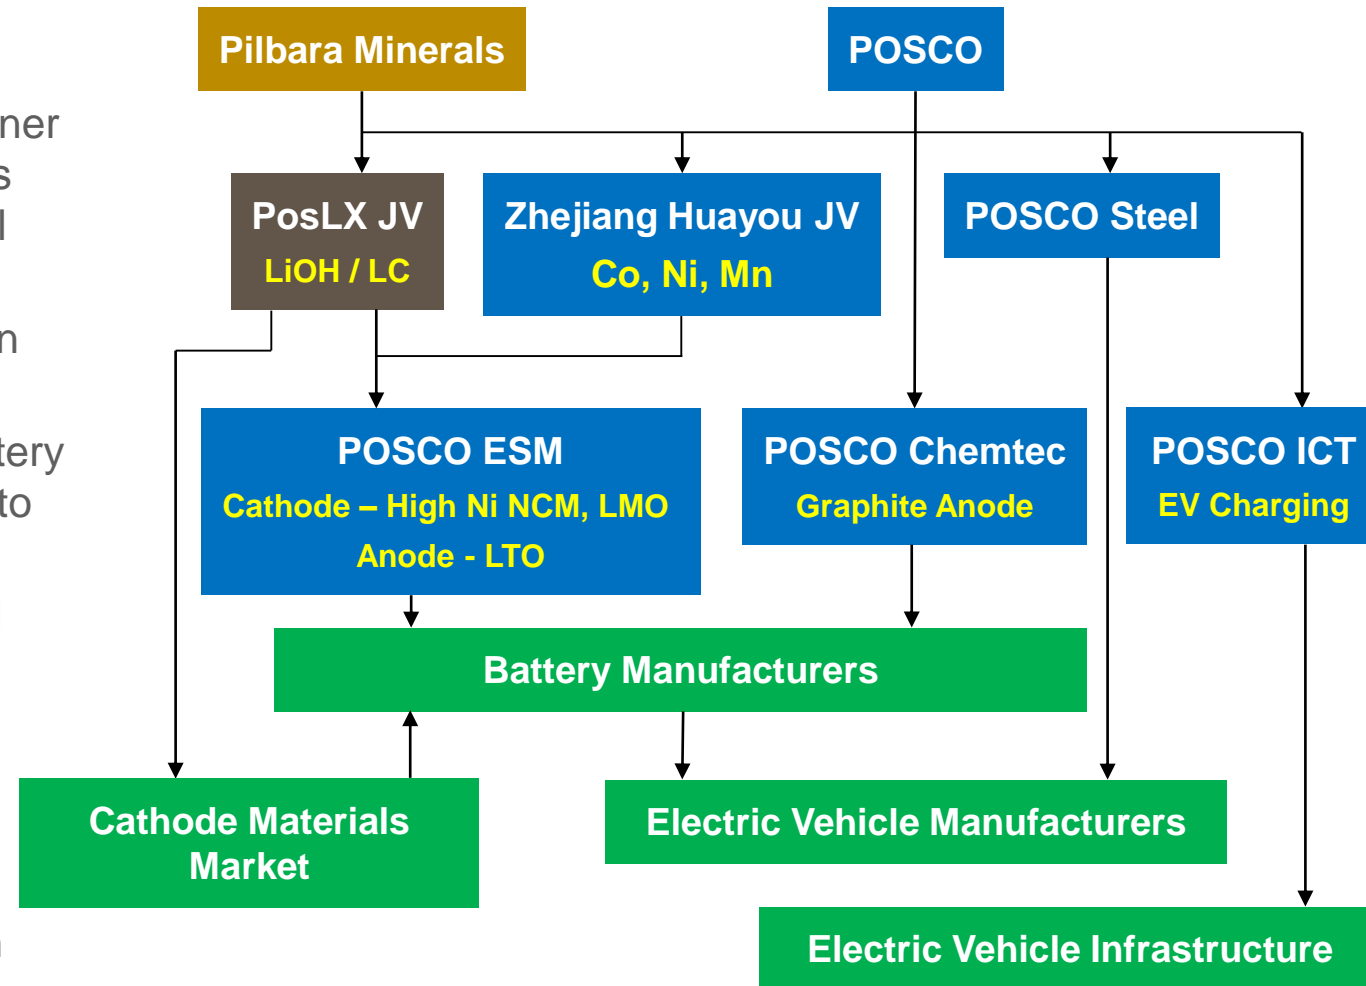 Pilbara Minerals
POSCO
PosLX JV
LiOH / LC
Zhejiang Huayou JV
Co, Ni, Mn
POSCO Steel
to
POSCO ESM
Cathode – High Ni NCM, LMO
Anode - LTO
POSCO Chemtec
Graphite Anode
POSCO ICT
EV Charging
Battery Manufacturers
Cathode Materials
Market
Electric Vehicle Manufacturers
Electric Vehicle Infrastructure